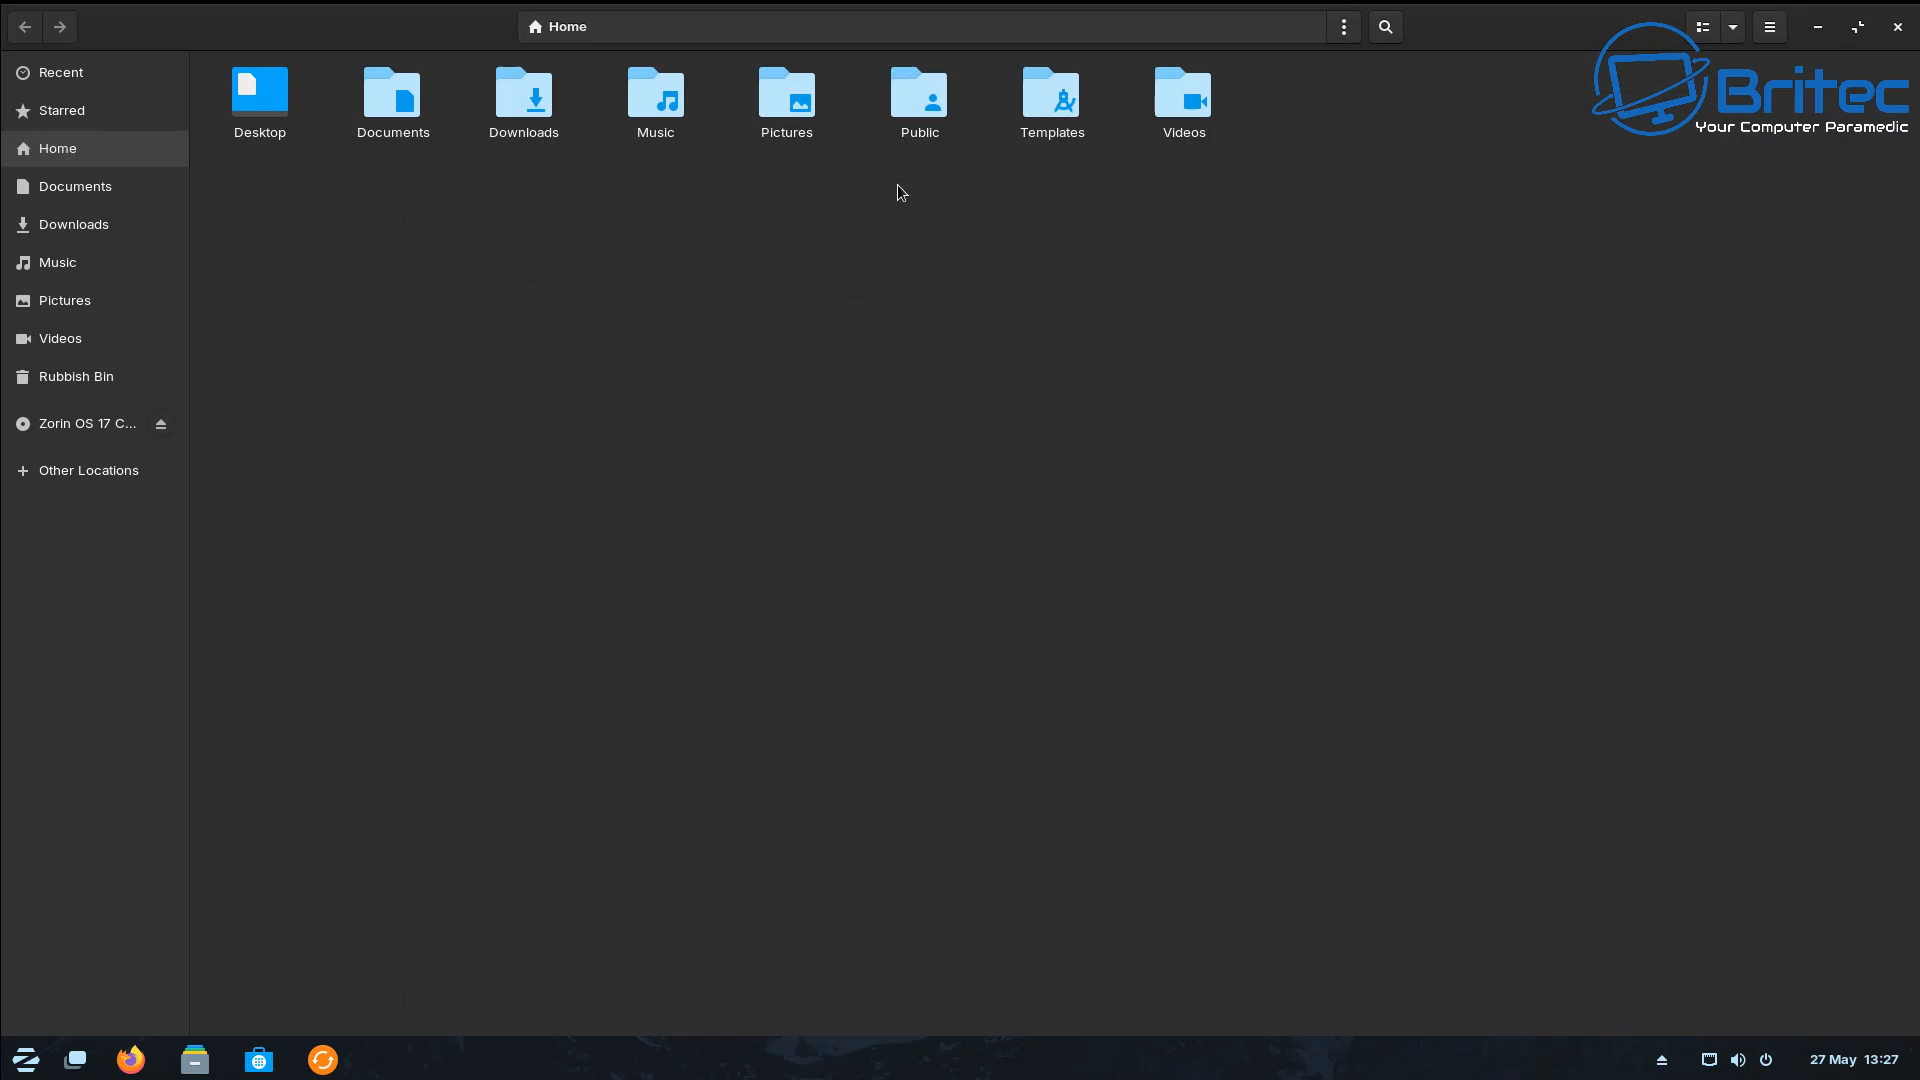 Home
Britec
Your Computer Paramedic
Recent
Starred
Home
Documents
Downloads
Music
Pictures
Videos
Rubbish Bin
Zorin OS 17 C...
Other Locations
Desktop
Documents
Downloads
Music
Pictures
Public
Templates
Videos
27 May 13:27